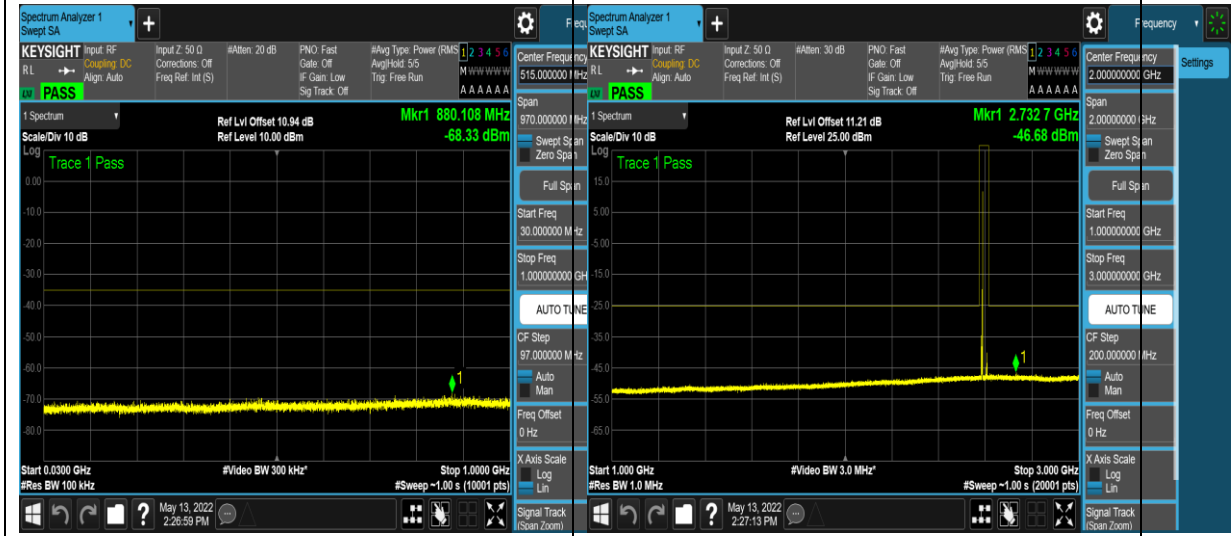 Spectrum Analyzer 1
Swept SA
Frequ
KEYSIGHT
RL
Input: RF
Coupling: DC
Align: Auto
Input Z: 50 Ω
Corrections: Off
Freq Ref: Int (S)
#Atten: 20 dB
PNO: Fast
Gate: Off
IF Gain: Low
Sig Track: Off
#Avg Type: Power (RMS
Avg|Hold: 5/5
Trig: Free Run
1 2 3 4 5 6
M W W W W W
A A A A A A
PASS
1 Spectrum
Scale/Div 10 dB
Log
Ref Lvl Offset 10.94 dB
Ref Level 10.00 dBm
Mkr1 880.108 MHz
-68.33 dBm
Trace 1 Pass
0.00
-10.0
-20.0
-30.0
-40.0
-50.0
-60.0
-70.0
-80.0
1
Start 0.0300 GHz
#Res BW 100 kHz
#Video BW 300 kHz*
Stop 1.0000 GHz
#Sweep ~1.00 s (10001 pts)
May 13, 2022
2:26:59 PM
Center Frequency
515.000000 MHz
Span
970.000000 MHz
Swept Span
Zero Span
Full Span
Start Freq
30.000000 MHz
Stop Freq
1.000000000 GH
AUTO TUNE
CF Step
97.000000 MHz
Auto
Man
Freq Offset
0 Hz
X Axis Scale
Log
Lin
Signal Track
(Span Zoom)
Spectrum Analyzer 1
Swept SA
Frequency
Settings
KEYSIGHT
RL
Input: RF
Coupling: DC
Align: Auto
Input Z: 50 Ω
Corrections: Off
Freq Ref: Int (S)
#Atten: 30 dB
PNO: Fast
Gate: Off
IF Gain: Low
Sig Track: Off
#Avg Type: Power (RMS
Avg|Hold: 5/5
Trig: Free Run
1 2 3 4 5 6
M W W W W W
A A A A A A
PASS
1 Spectrum
Scale/Div 10 dB
Log
Ref Lvl Offset 11.21 dB
Ref Level 25.00 dBm
Mkr1 2.732 7 GHz
-46.68 dBm
Trace 1 Pass
15.0
5.00
-5.00
-15.0
-25.0
-35.0
-45.0
-55.0
-65.0
1
Start 1.000 GHz
#Res BW 1.0 MHz
#Video BW 3.0 MHz*
Stop 3.000 GHz
#Sweep ~1.00 s (20001 pts)
May 13, 2022
2:27:13 PM
Center Frequency
2.000000000 GHz
Span
2.00000000 GHz
Swept Span
Zero Span
Full Span
Start Freq
1.000000000 GHz
Stop Freq
3.000000000 GHz
AUTO TUNE
CF Step
200.000000 MHz
Auto
Man
Freq Offset
0 Hz
X Axis Scale
Log
Lin
Signal Track
(Span Zoom)